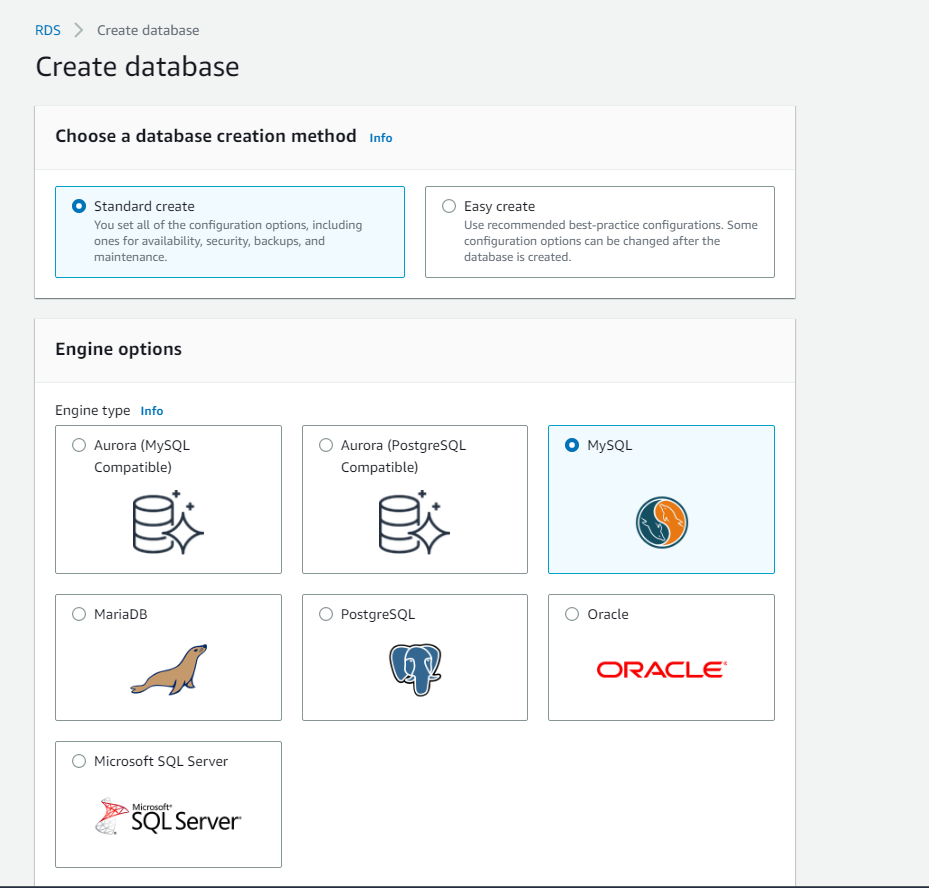 RDS > Create database
Create database
Choose a database creation method Info
Standard create
You set all of the configuration options, including
ones for availability, security, backups, and
maintenance.
Easy create
Use recommended best-practice configurations. Some
configuration options can be changed after the
database is created.
Engine options
Engine type Info
Aurora (MySQL
Compatible)
Aurora (PostgreSQL
Compatible)
MySQL
MariaDB
PostgreSQL
Oracle
ORACLE®
Microsoft SQL Server
Microsoft®
SQL Server®